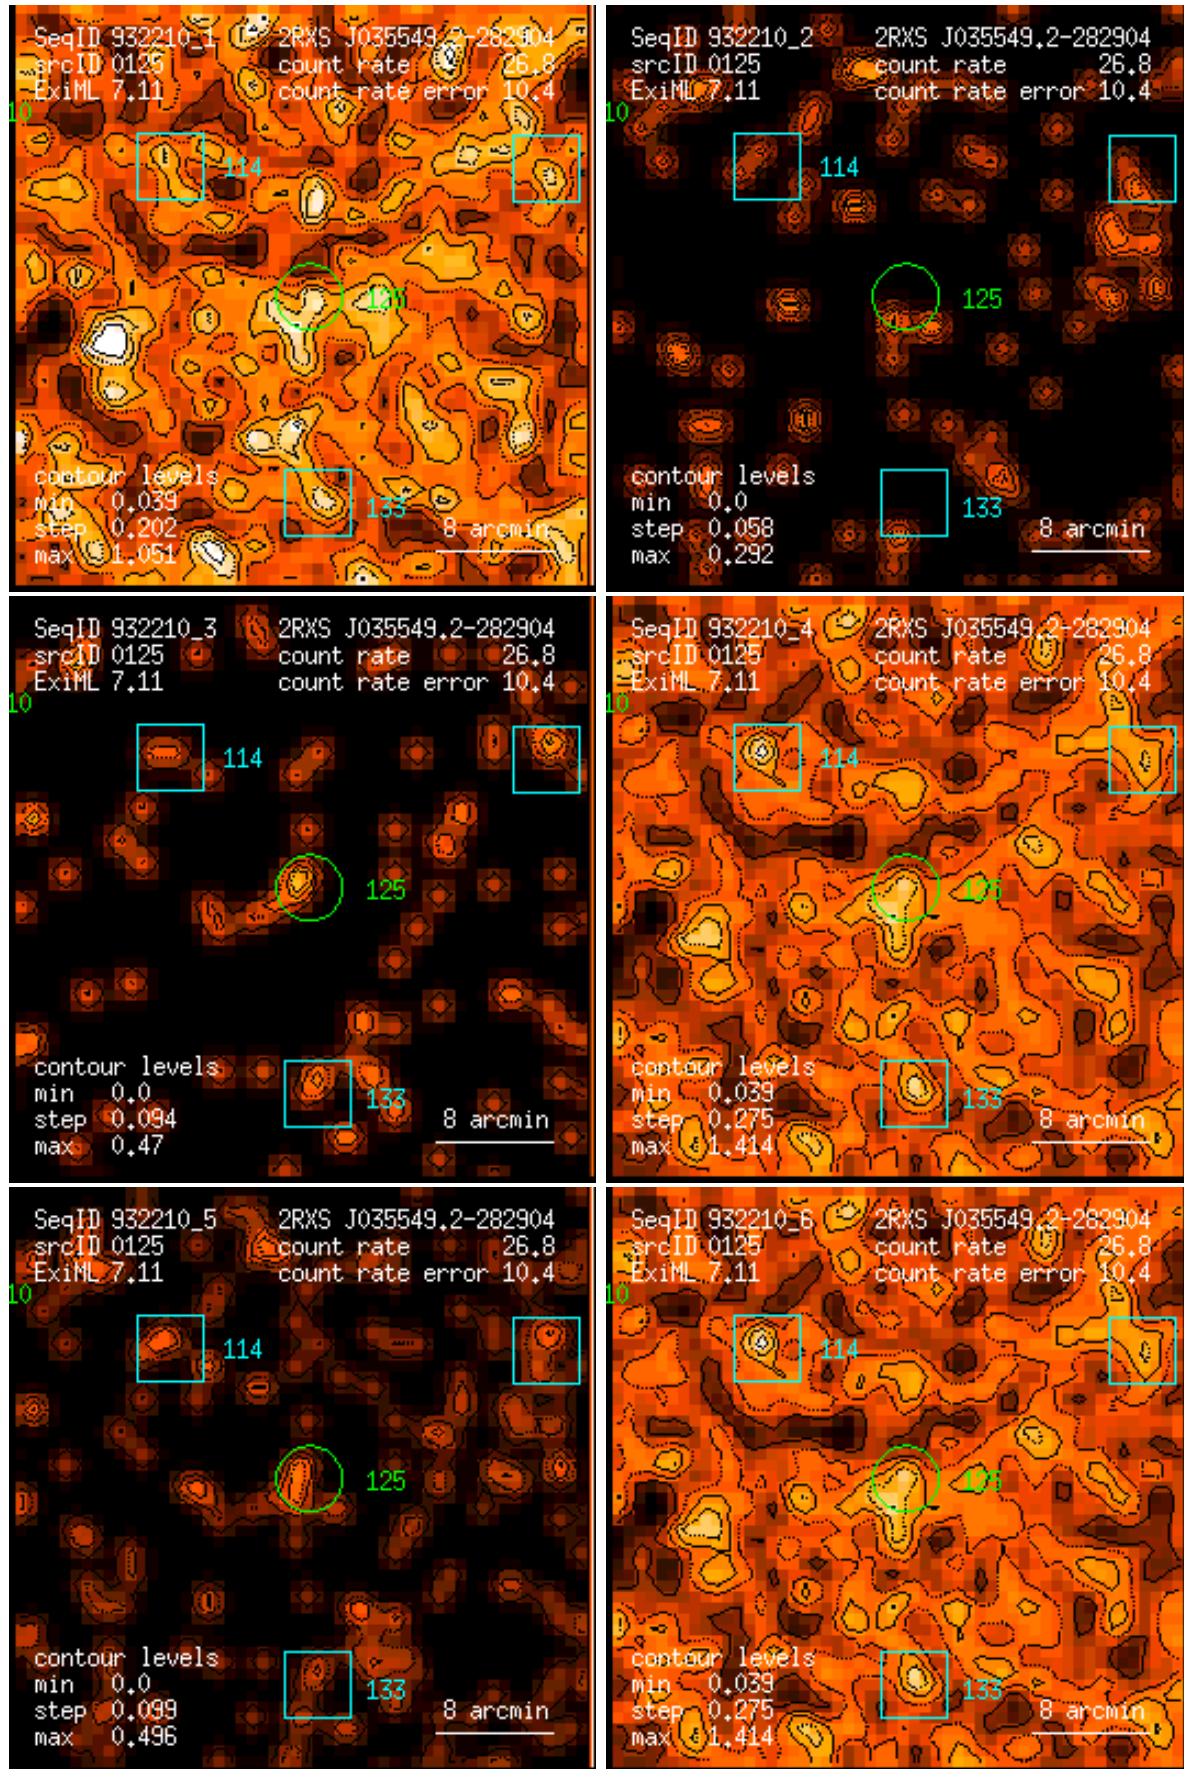 SeqID 932210_1 2RXS J035549.2-282904
srcID 0125 count rate 26.8
ExiML 7.11 count rate error 10.4
10
114
125
contour levels
min 0.039
133
step 0.202
8 arcmin
max 1.051
SeqID 932210_2 2RXS J035549.2-282904
srcID 0125 count rate 26.8
ExiML 7.11 count rate error 10.4
10
114
125
contour levels
min 0.0
133
step 0.058
8 arcmin
max 0.292
SeqID 932210_3 2RXS J035549.2-282904
srcID 0125 count rate 26.8
ExiML 7.11 count rate error 10.4
10
114
125
contour levels
min 0.0
133
step 0.094
8 arcmin
max 0.47
SeqID 932210_4 2RXS J035549.2-282904
srcID 0125 count rate 26.8
ExiML 7.11 count rate error 10.4
10
114
125
contour levels
min 0.039
133
step 0.275
8 arcmin
max 1.414
SeqID 932210_5 2RXS J035549.2-282904
srcID 0125 count rate 26.8
ExiML 7.11 count rate error 10.4
10
114
125
contour levels
min 0.0
133
step 0.099
8 arcmin
max 0.496
SeqID 932210_6 2RXS J035549.2-282904
srcID 0125 count rate 26.8
ExiML 7.11 count rate error 10.4
10
114
125
contour levels
min 0.039
133
step 0.275
8 arcmin
max 1.414